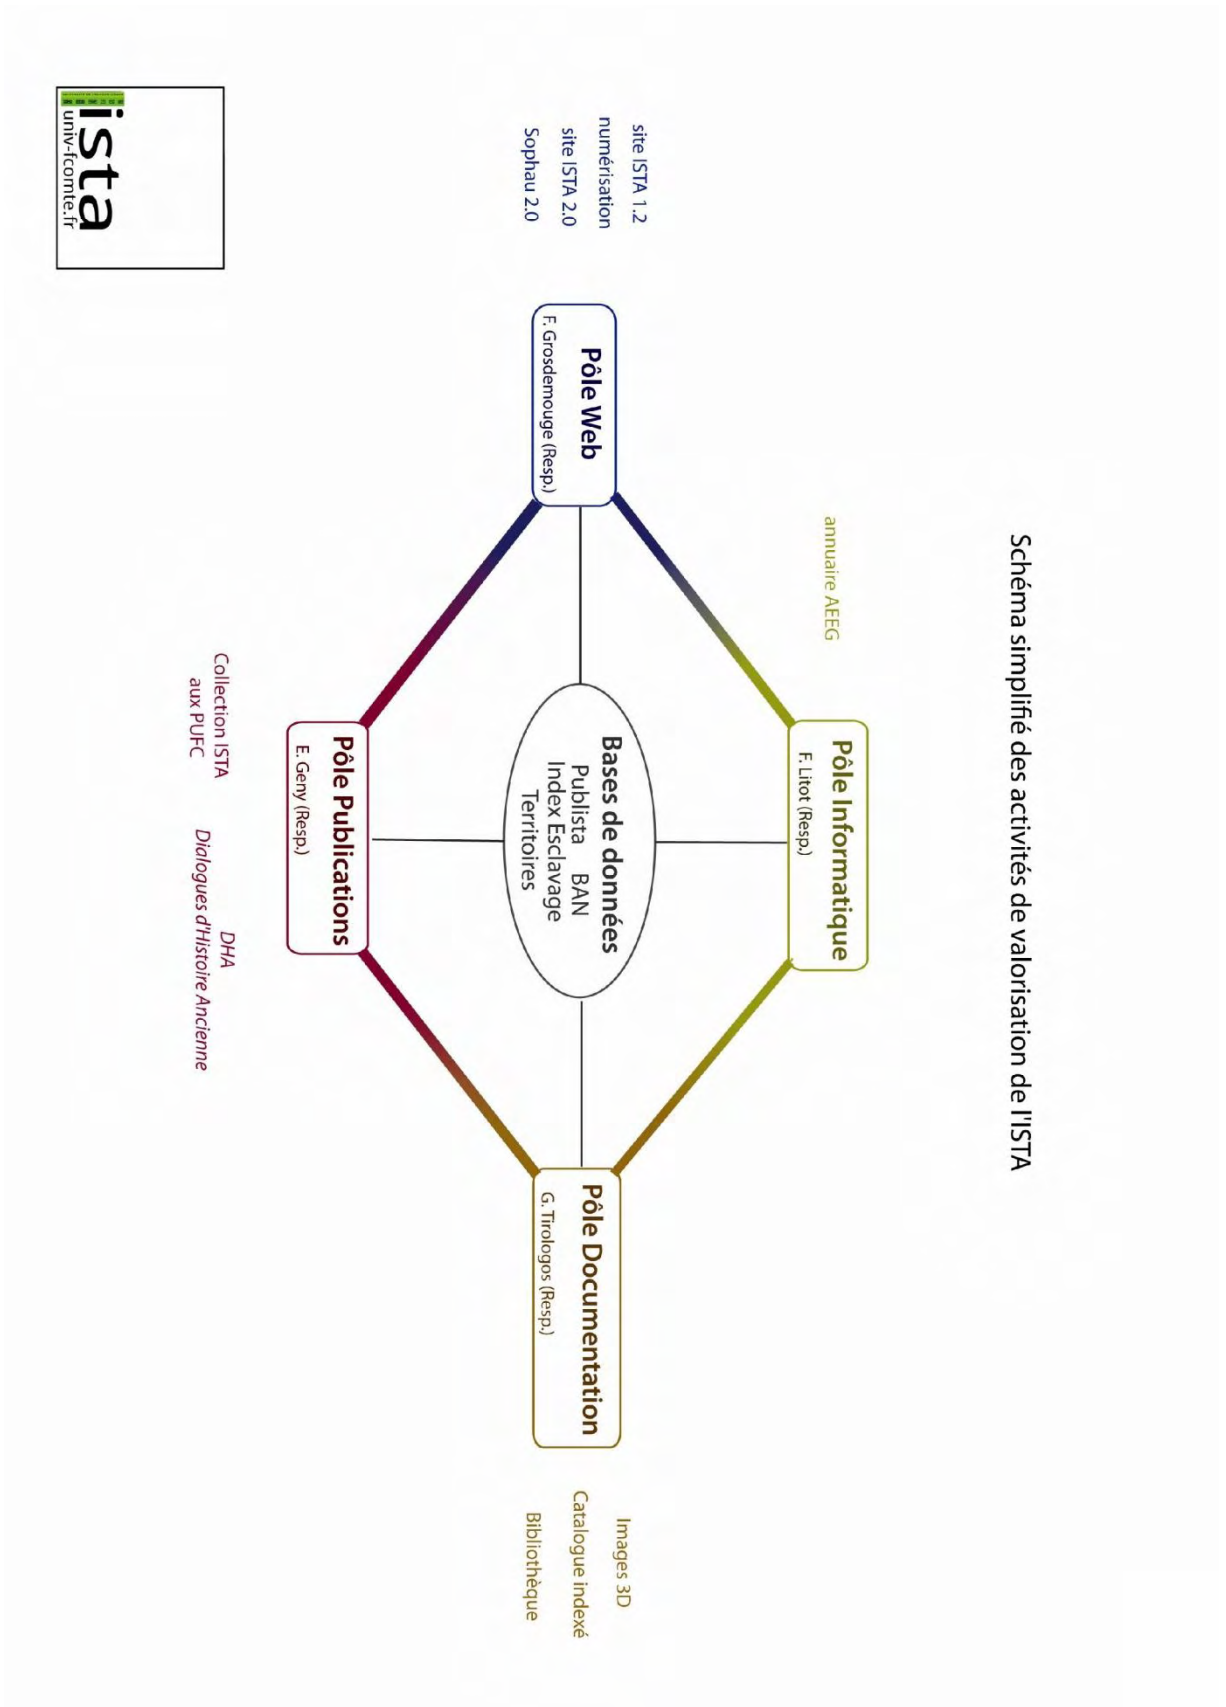 Schéma simplifié des activités de valorisation de l'ISTA
annuaire AEEG
Pôle Informatique
F. Litot (Resp.)
site ISTA 1.2
numérisation
site ISTA 2.0
Sophau 2.0
Pôle Web
F. Grosdemouge (Resp.)
Bases de données
Publista BAN
Index Esclavage
Territoires
Pôle Documentation
G. Tirologos (Resp.)
Images 3D
Catalogue indexé
Bibliothèque
Pôle Publications
E. Geny (Resp.)
Collection ISTA
aux PUFC
DHA
Dialogues d'Histoire Ancienne
ista
univ-fcomte.fr